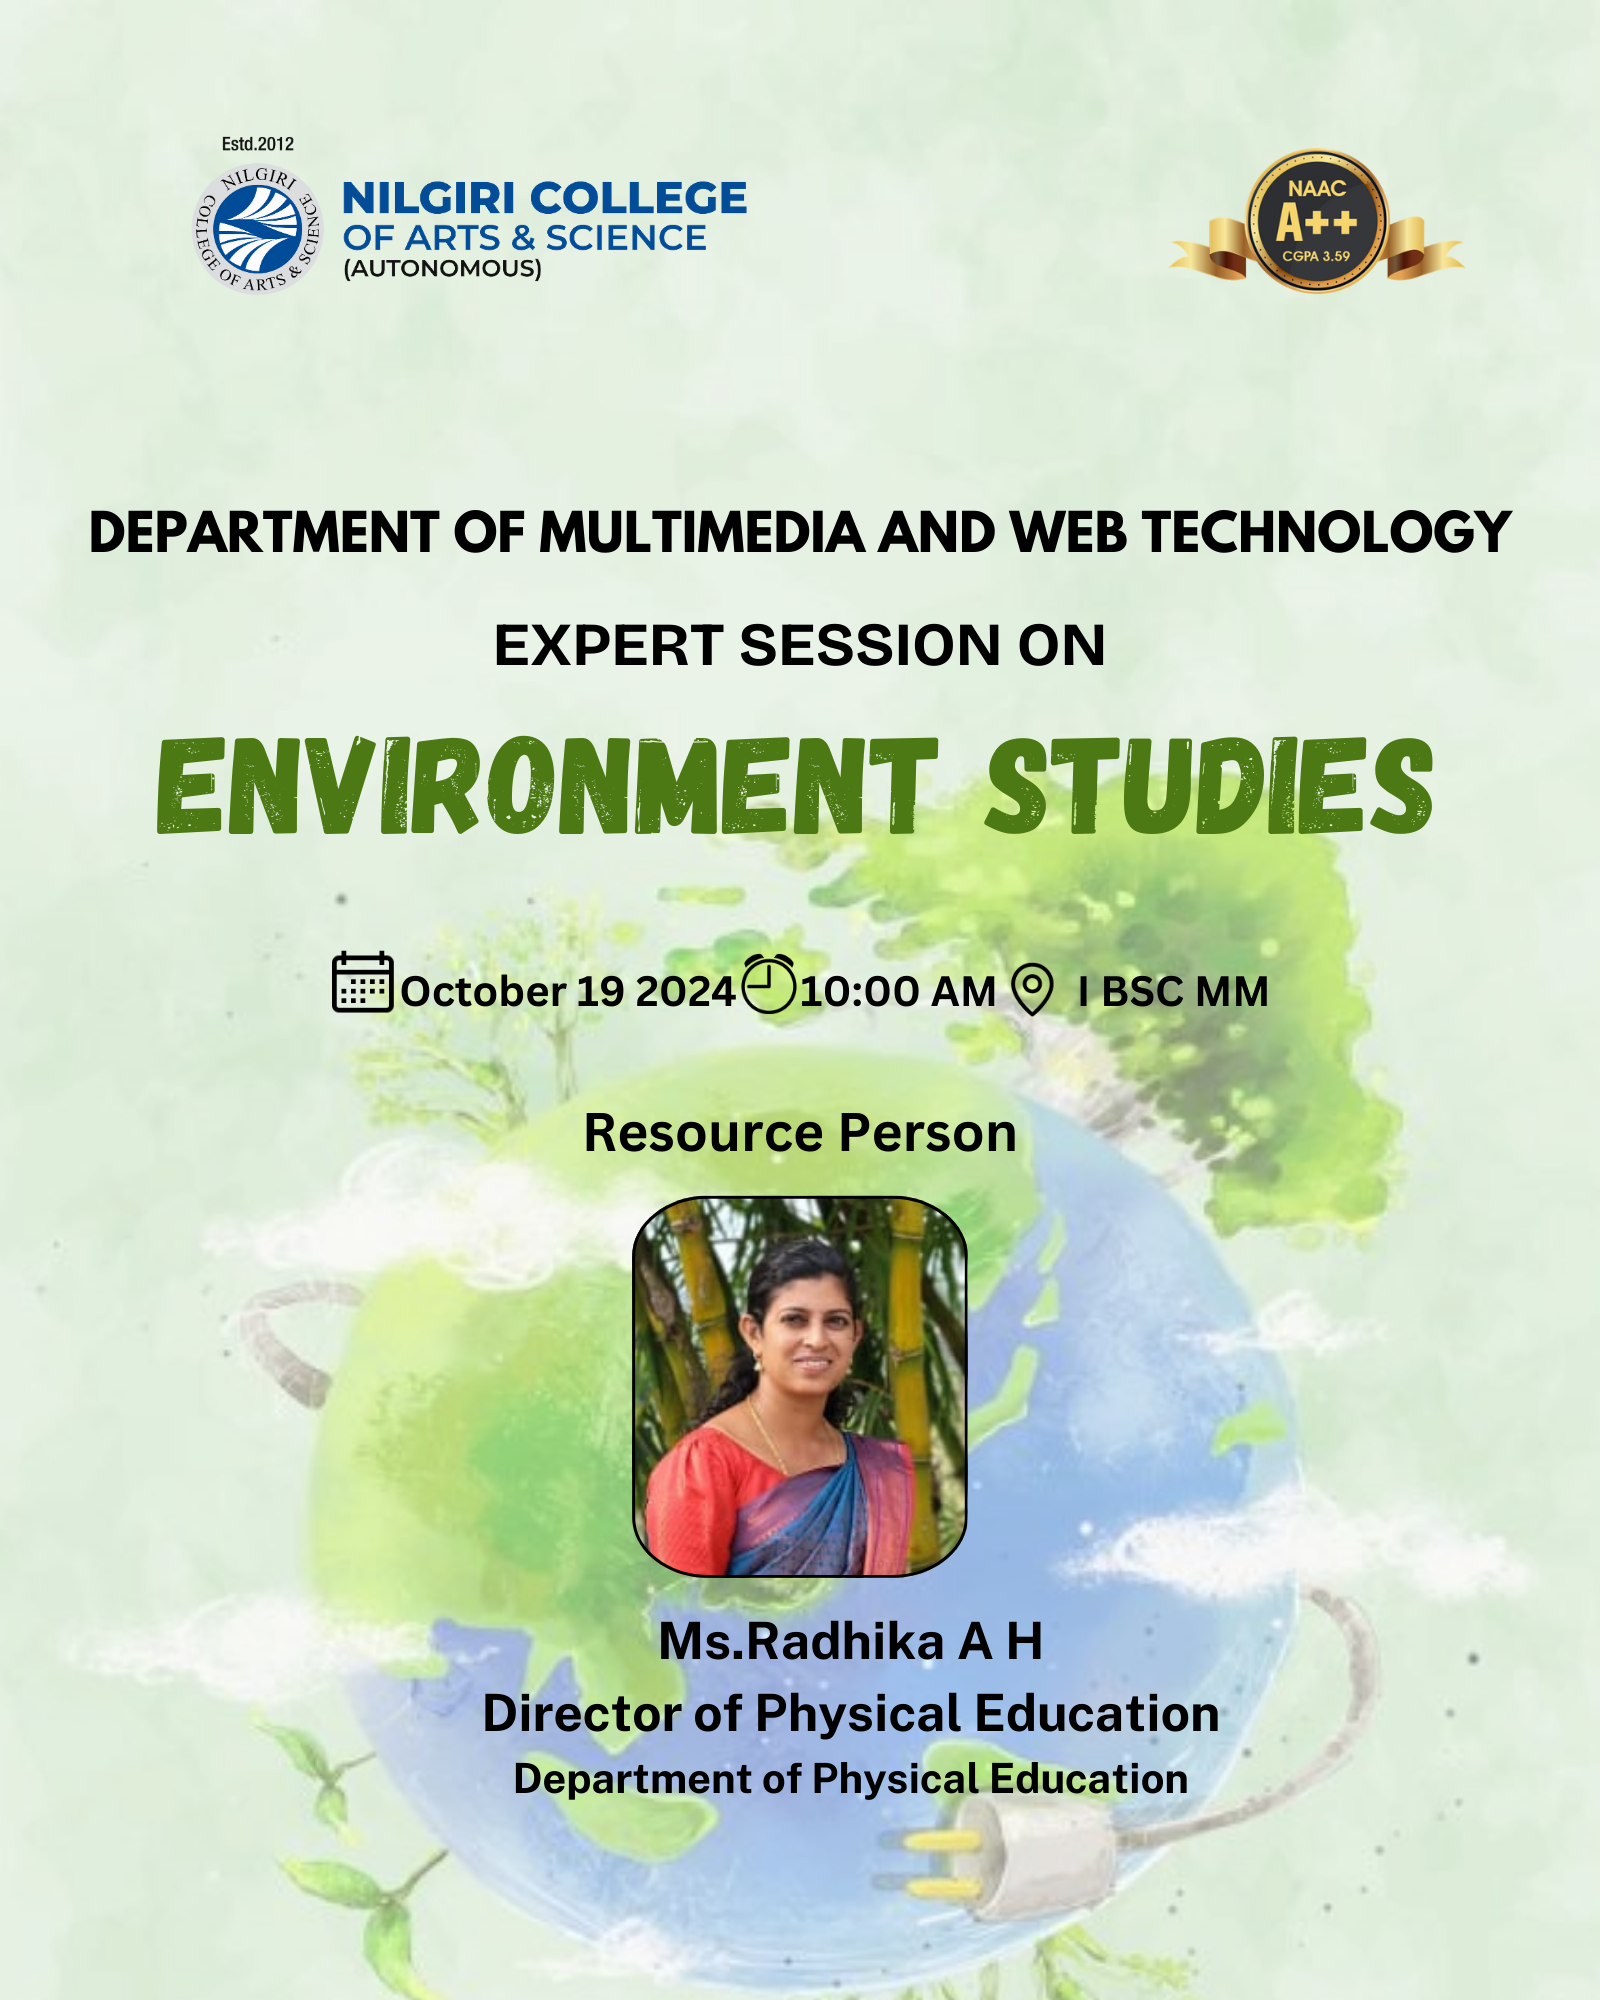 Estd.2012
NILGIRI
COLLEGE OF ARTS & SCIENCE
NILGIRI COLLEGE
OF ARTS & SCIENCE
(AUTONOMOUS)
NAAC
A++
CGPA 3.59
DEPARTMENT OF MULTIMEDIA AND WEB TECHNOLOGY
EXPERT SESSION ON
ENVIRONMENT STUDIES
October 19 2024 10:00 AM I BSC MM
Resource Person
Ms.Radhika A H
Director of Physical Education
Department of Physical Education